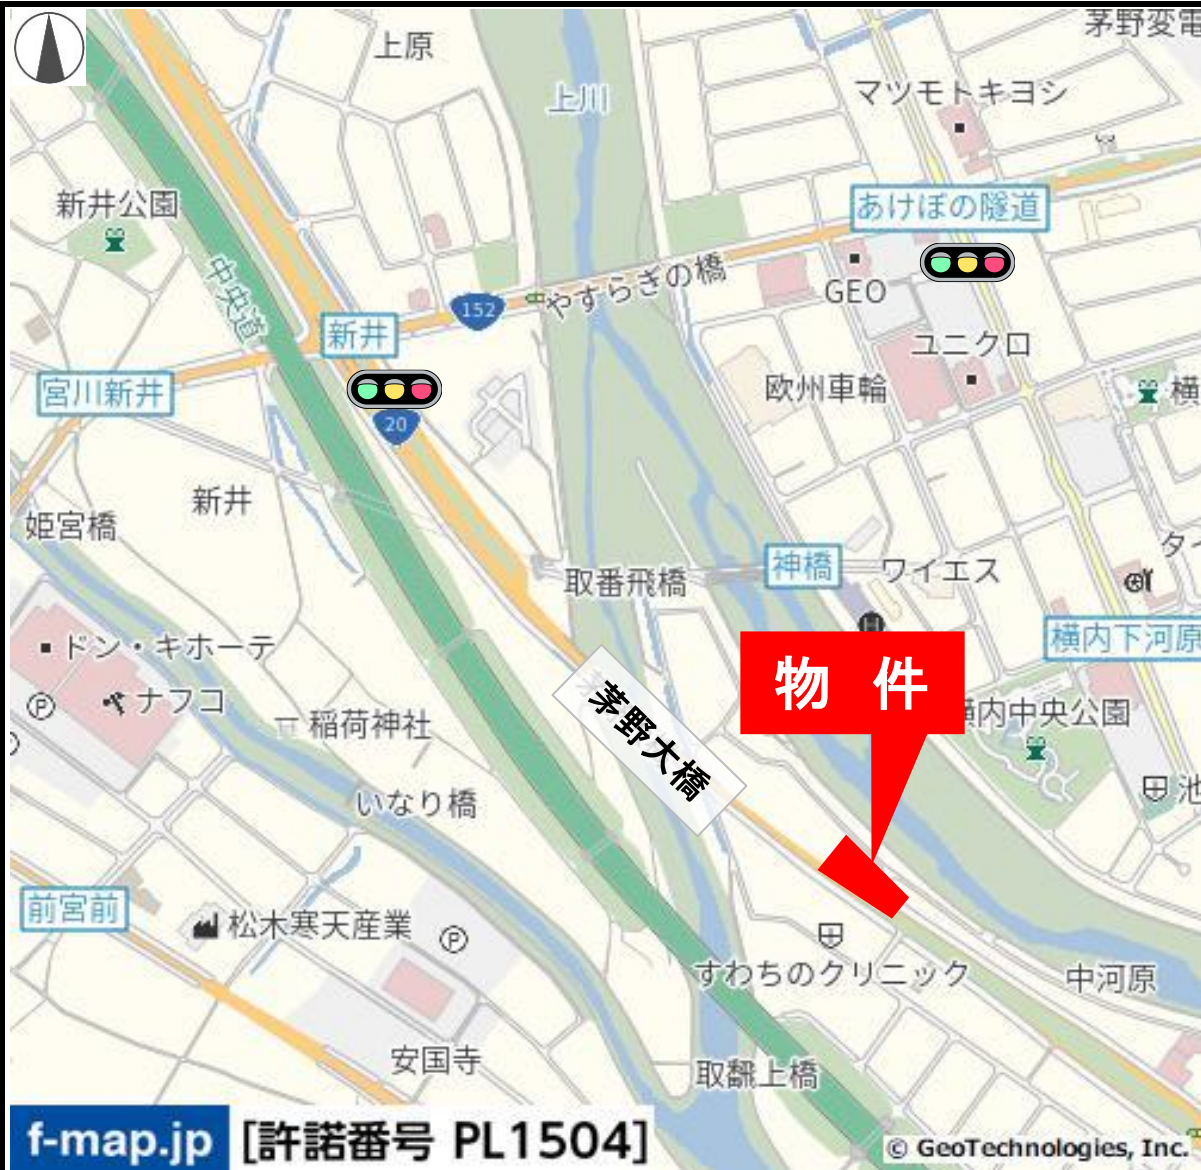 茅野変電
上原
上川
マツモトキヨシ
新井公園
あけぼの隧道
中央道
やすらぎの橋
GEO
152
新井
ユニクロ
宮川新井
欧州車輪
横
20
新井
姫宮橋
取番飛橋
神橋
ワイエス
タイ
H
横内下河原
ドン・キホーテ
物 件
P
ナフコ
稲荷神社
茅野大橋
横内中央公園
池
いなり橋
前宮前
松木寒天産業
P
すわちのクリニック
中河原
安国寺
取飜上橋
f-map.jp [許諾番号 PL1504]
© GeoTechnologies, Inc.